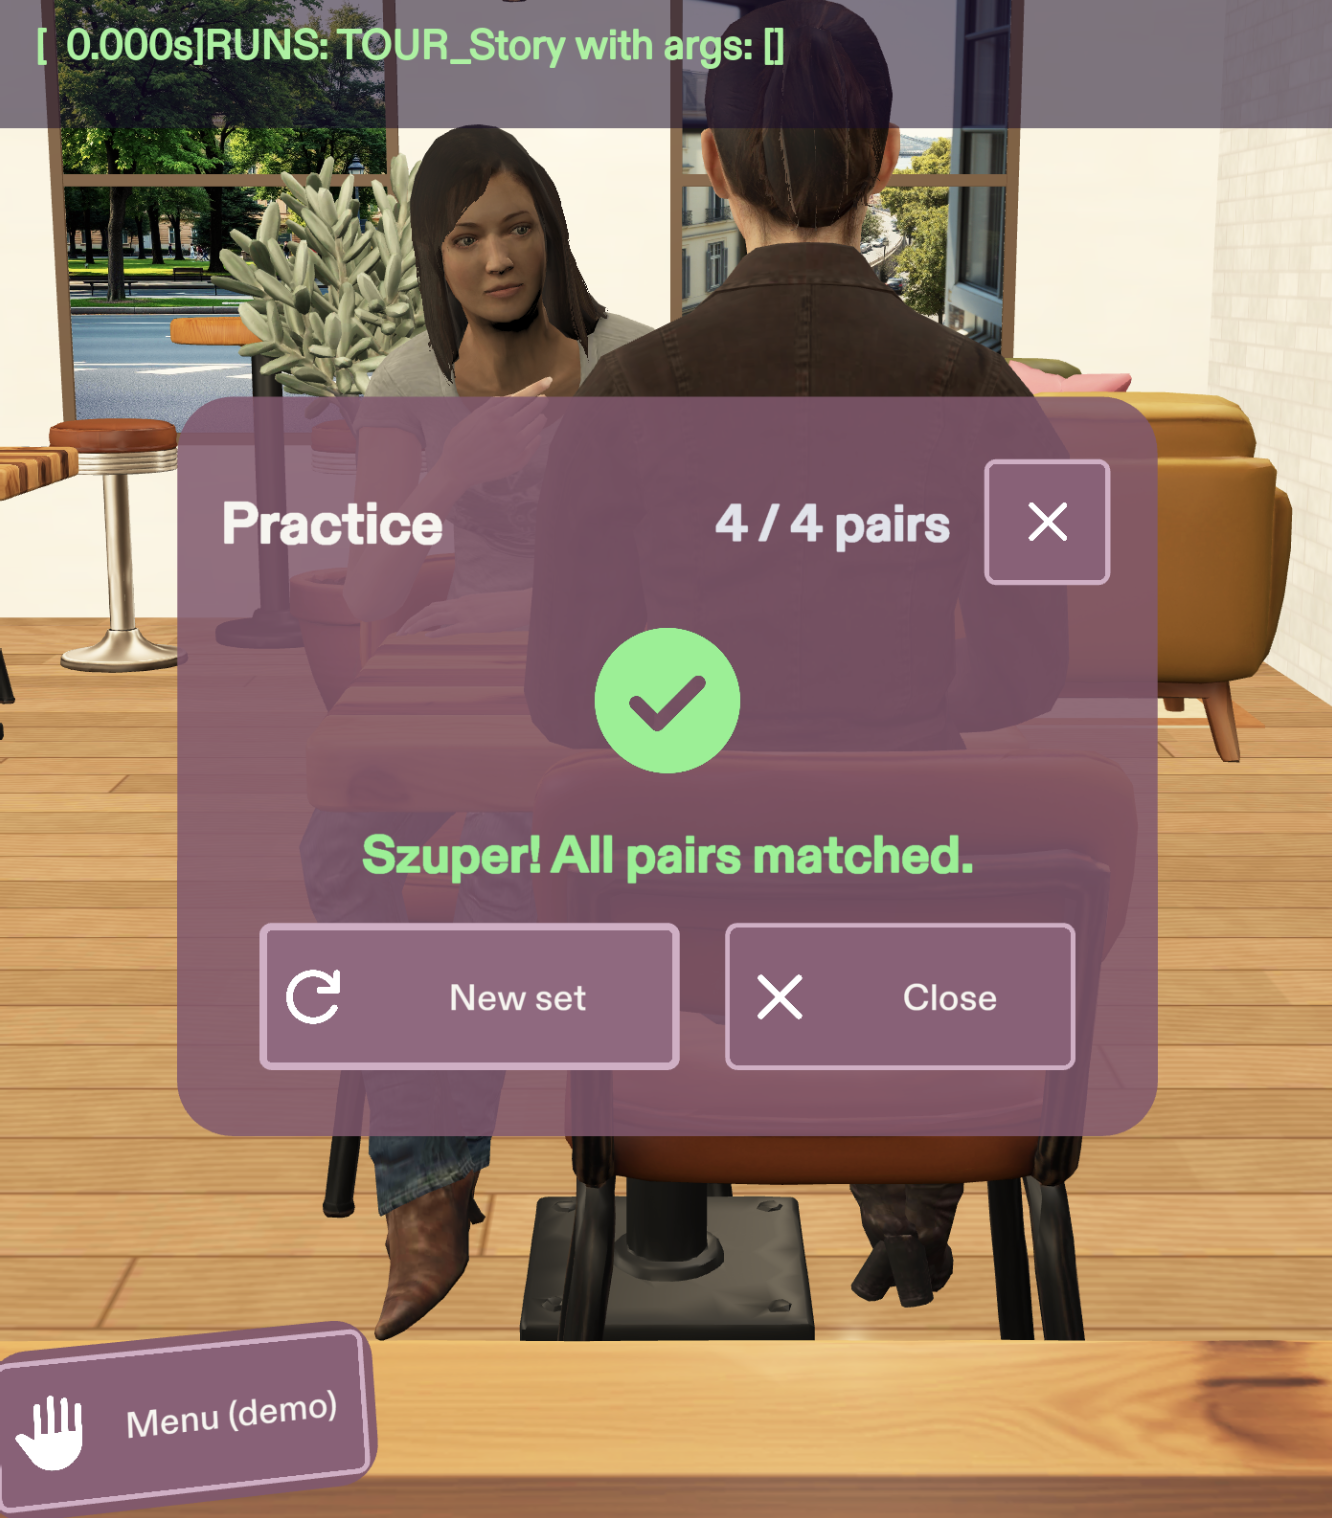 [  0.000s]RUNS: TOUR_Story with args: []
Practice
4 / 4 pairs
Szuper! All pairs matched.
New set
Close
Menu (demo)